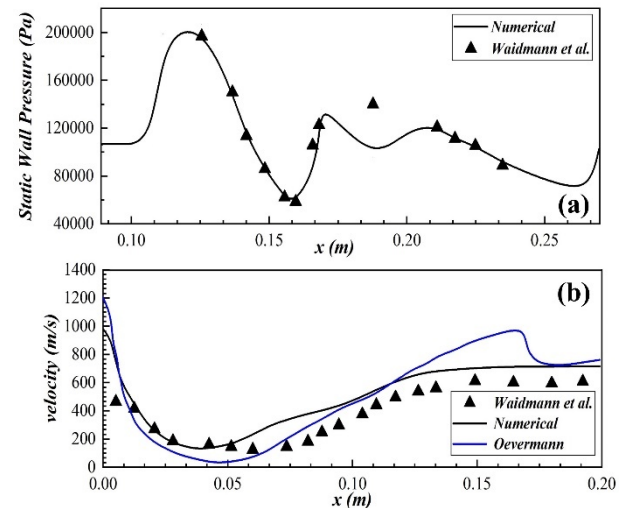 200000
160000
120000
80000
40000
Static Wall Pressure (Pa)
Numerical
Waidmann et al.
(a)
0.10 0.15 0.20 0.25
x (m)
1400
1200
1000
800
600
400
200
0
velocity (m/s)
(b)
Waidmann et al.
Numerical
Oevermann
0.00 0.05 0.10 0.15 0.20
x (m)